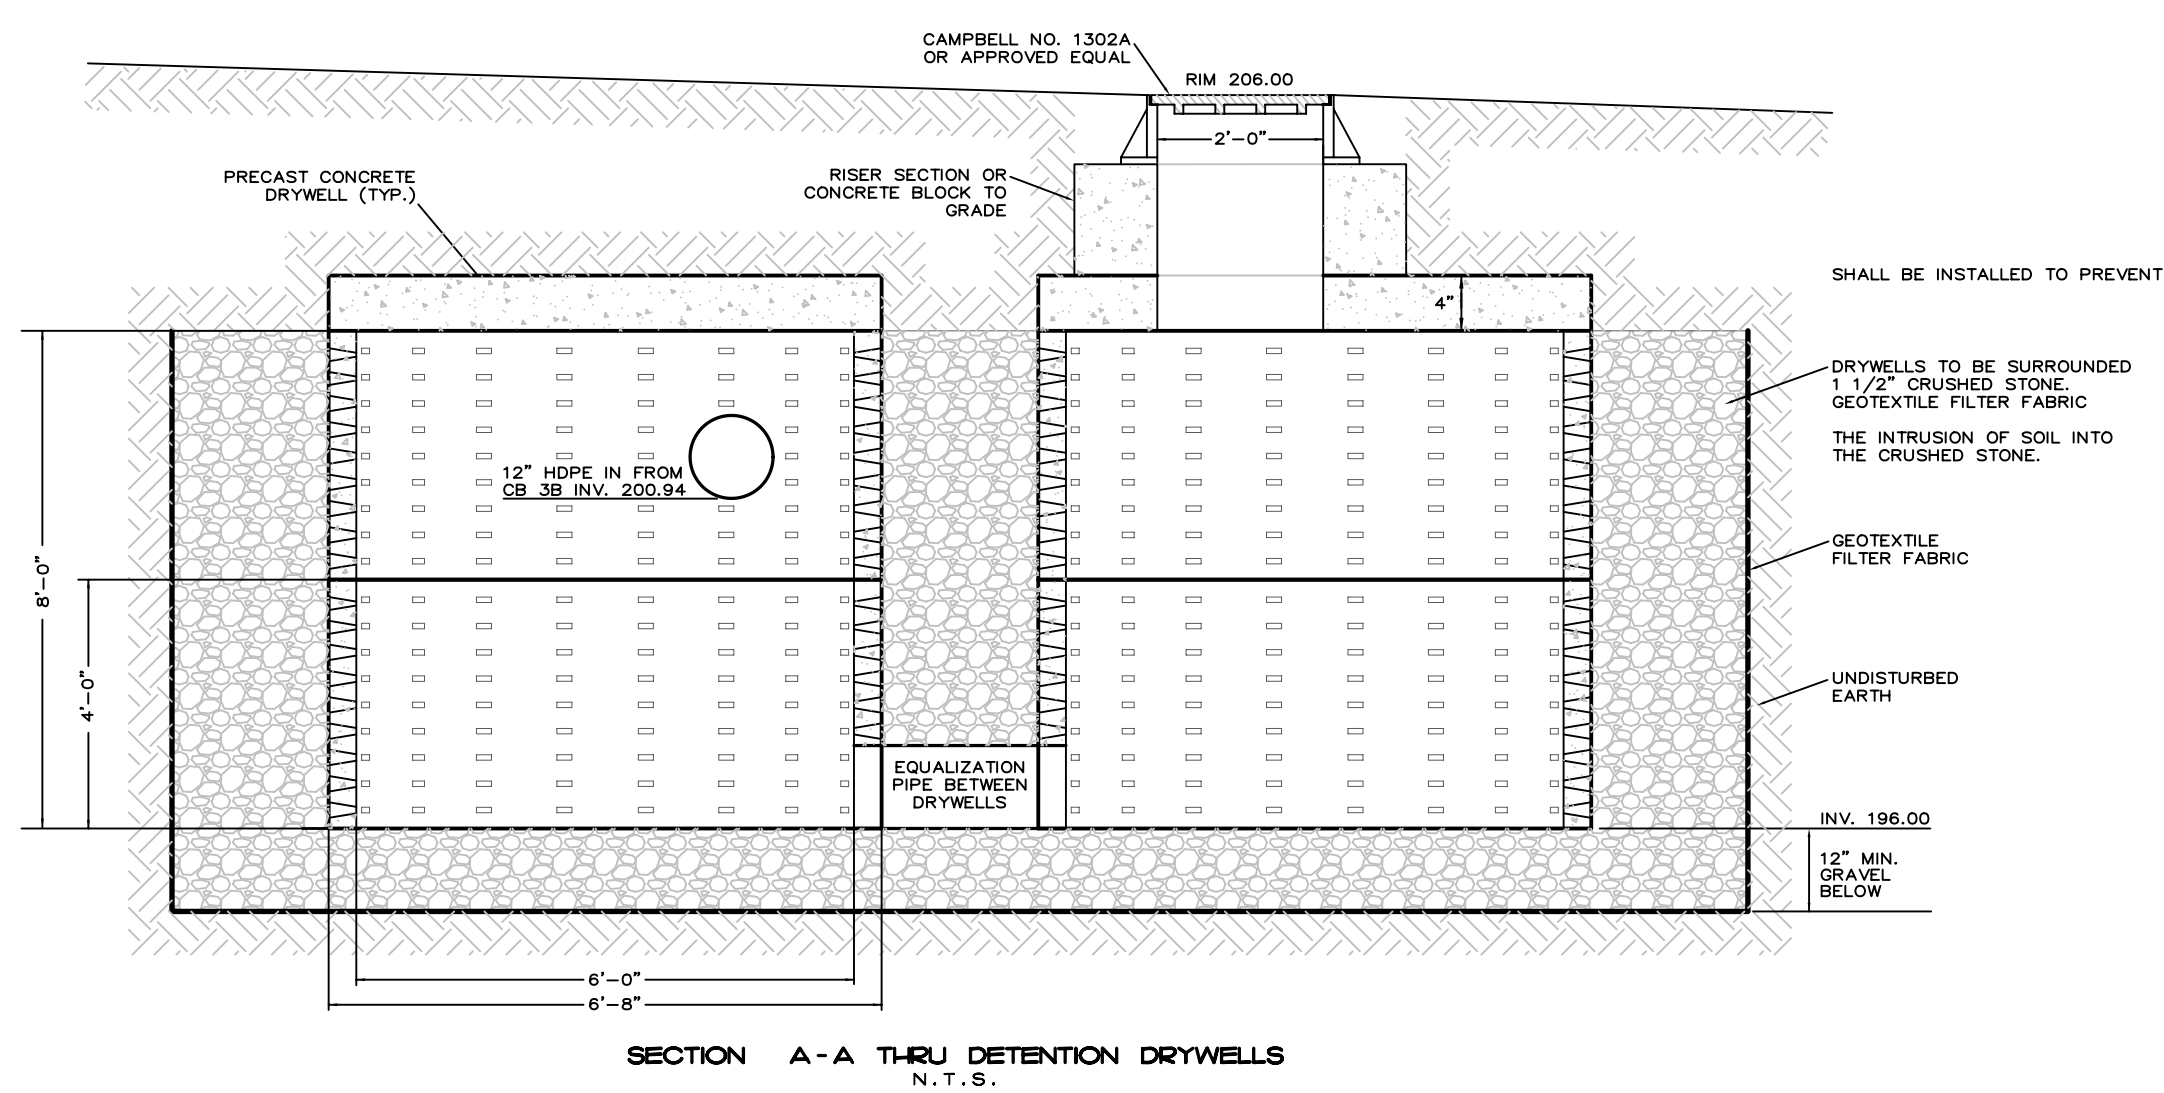 CAMPBELL NO. 1302A
OR APPROVED EQUAL
RIM 206.00
2'-0"
PRECAST CONCRETE
DRYWELL (TYP.)
RISER SECTION OR
CONCRETE BLOCK TO
GRADE
4"
SHALL BE INSTALLED TO PREVENT
DRYWELLS TO BE SURROUNDED
1 1/2" CRUSHED STONE.
GEOTEXTILE FILTER FABRIC
THE INTRUSION OF SOIL INTO
THE CRUSHED STONE.
12" HDPE IN FROM
CB 3B INV. 200.94
GEOTEXTILE
FILTER FABRIC
8'-0"
4'-0"
UNDISTURBED
EARTH
EQUALIZATION
PIPE BETWEEN
DRYWELLS
INV. 196.00
12" MIN.
GRAVEL
BELOW
6'-0"
6'-8"
SECTION A-A THRU DETENTION DRYWELLS
N.T.S.